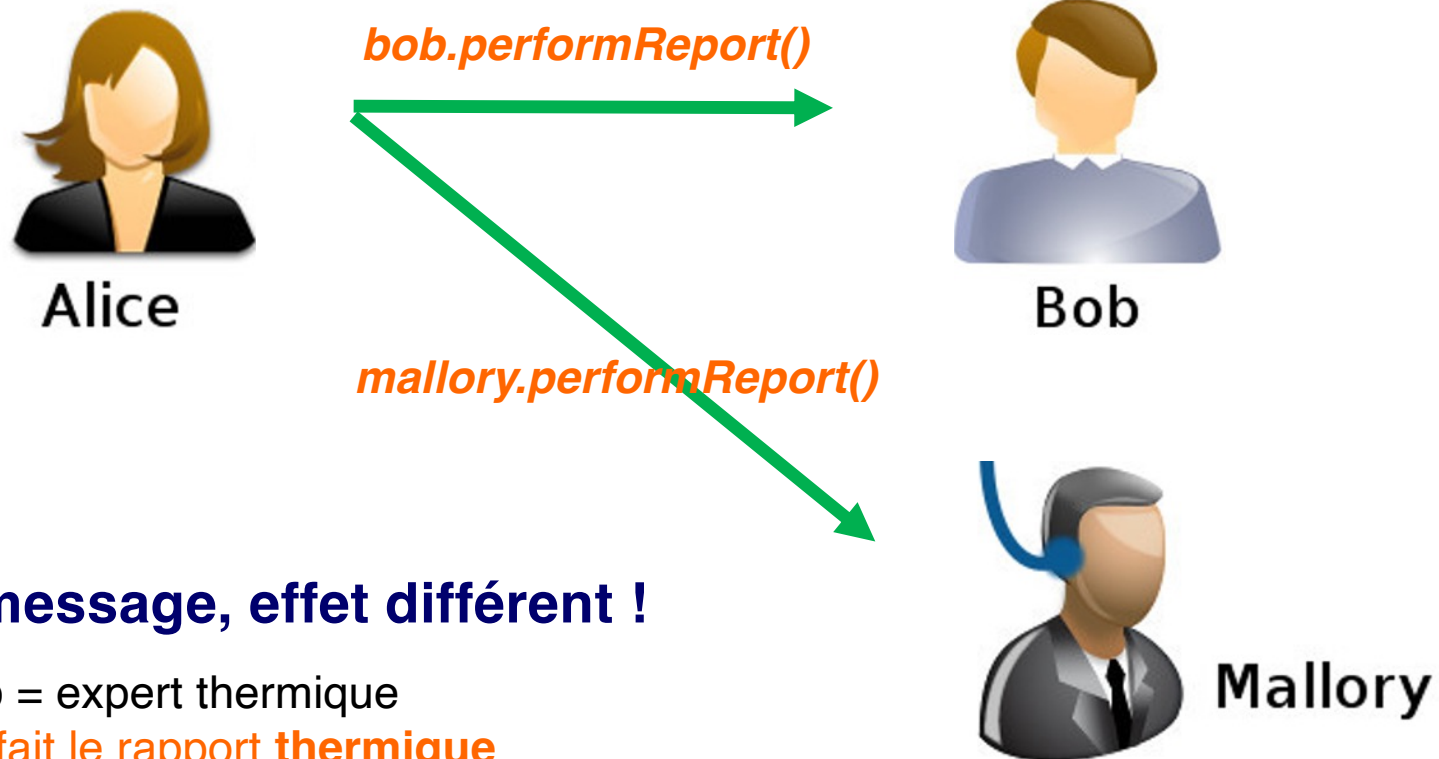 bob.performReport()
Alice
Bob
mallory.performReport()
message, effet différent !
= expert thermique
fait le rapport thermique
Mallory